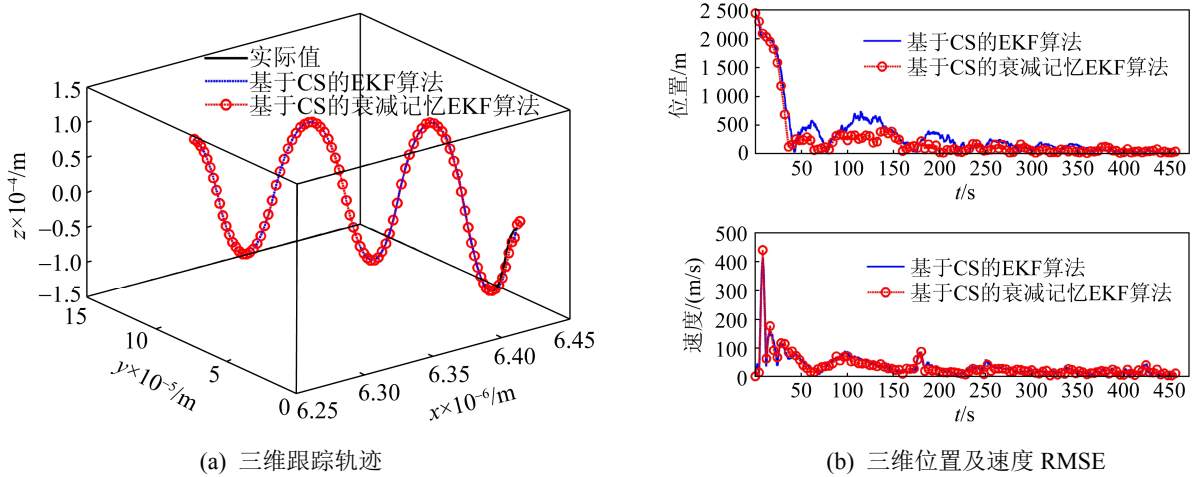 实际值
基于CS的EKF算法
基于CS的衰减记忆EKF算法
1.5
1.0
0.5
0.0
−0.5
−1.0
−1.5
z×10⁻⁴/m
15
10
5
0
y×10⁻⁵/m
6.25
6.30
6.35
6.40
6.45
x×10⁻⁶/m
(a) 三维跟踪轨迹
2 500
2 000
1 500
1 000
500
0
位置/m
基于CS的EKF算法
基于CS的衰减记忆EKF算法
50 100 150 200 250 300 350 400 450
t/s
500
400
300
200
100
0
速度/(m/s)
基于CS的EKF算法
基于CS的衰减记忆EKF算法
50 100 150 200 250 300 350 400 450
t/s
(b) 三维位置及速度 RMSE